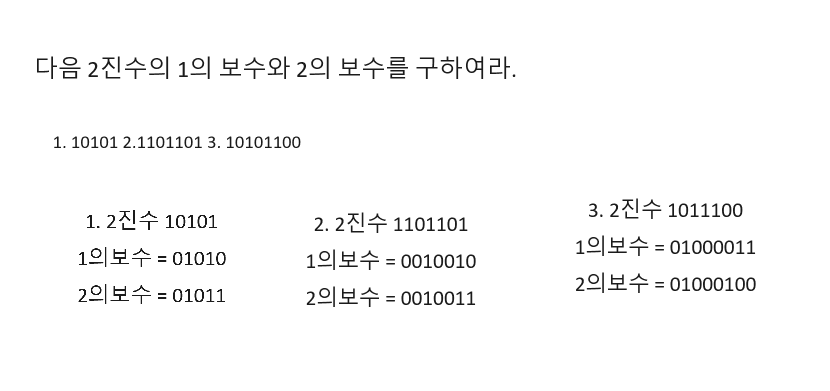 다음 2진수의 1의 보수와 2의 보수를 구하여라.
1. 10101 2.1101101 3. 10101100
1. 2진수 10101
1의보수 = 01010
2의보수 = 01011
2. 2진수 1101101
1의보수 = 0010010
2의보수 = 0010011
3. 2진수 1011100
1의보수 = 01000011
2의보수 = 01000100